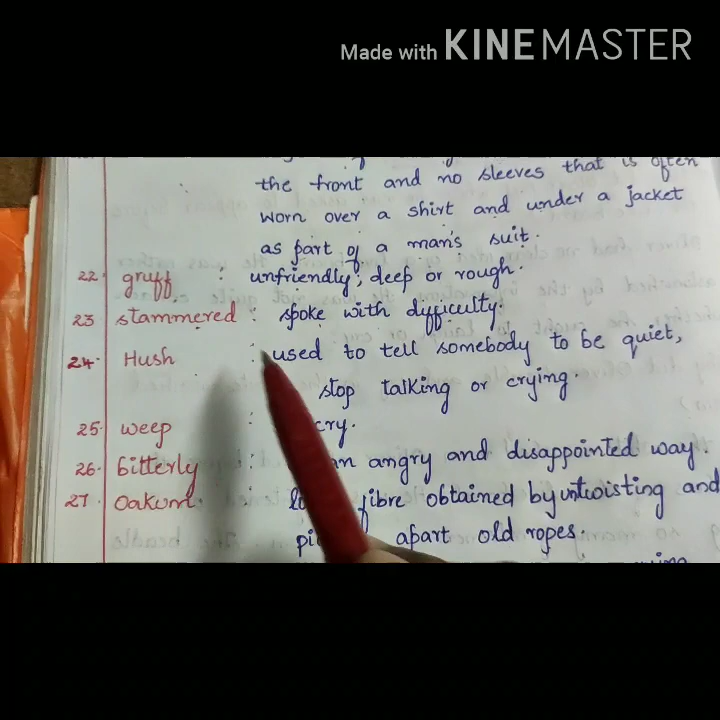 Made with KINEMASTER
the front and no sleeves that is often
worn over a shirt and under a jacket
as part of a man's suit.
22. gruff : unfriendly; deep or rough.
23 stammered : spoke with difficulty.
24. Hush : used to tell somebody to be quiet,
stop talking or crying.
25. weep : cry.
26. bitterly : an angry and disappointed way.
27. Oakum : fibre obtained by untwisting and
apart old ropes.